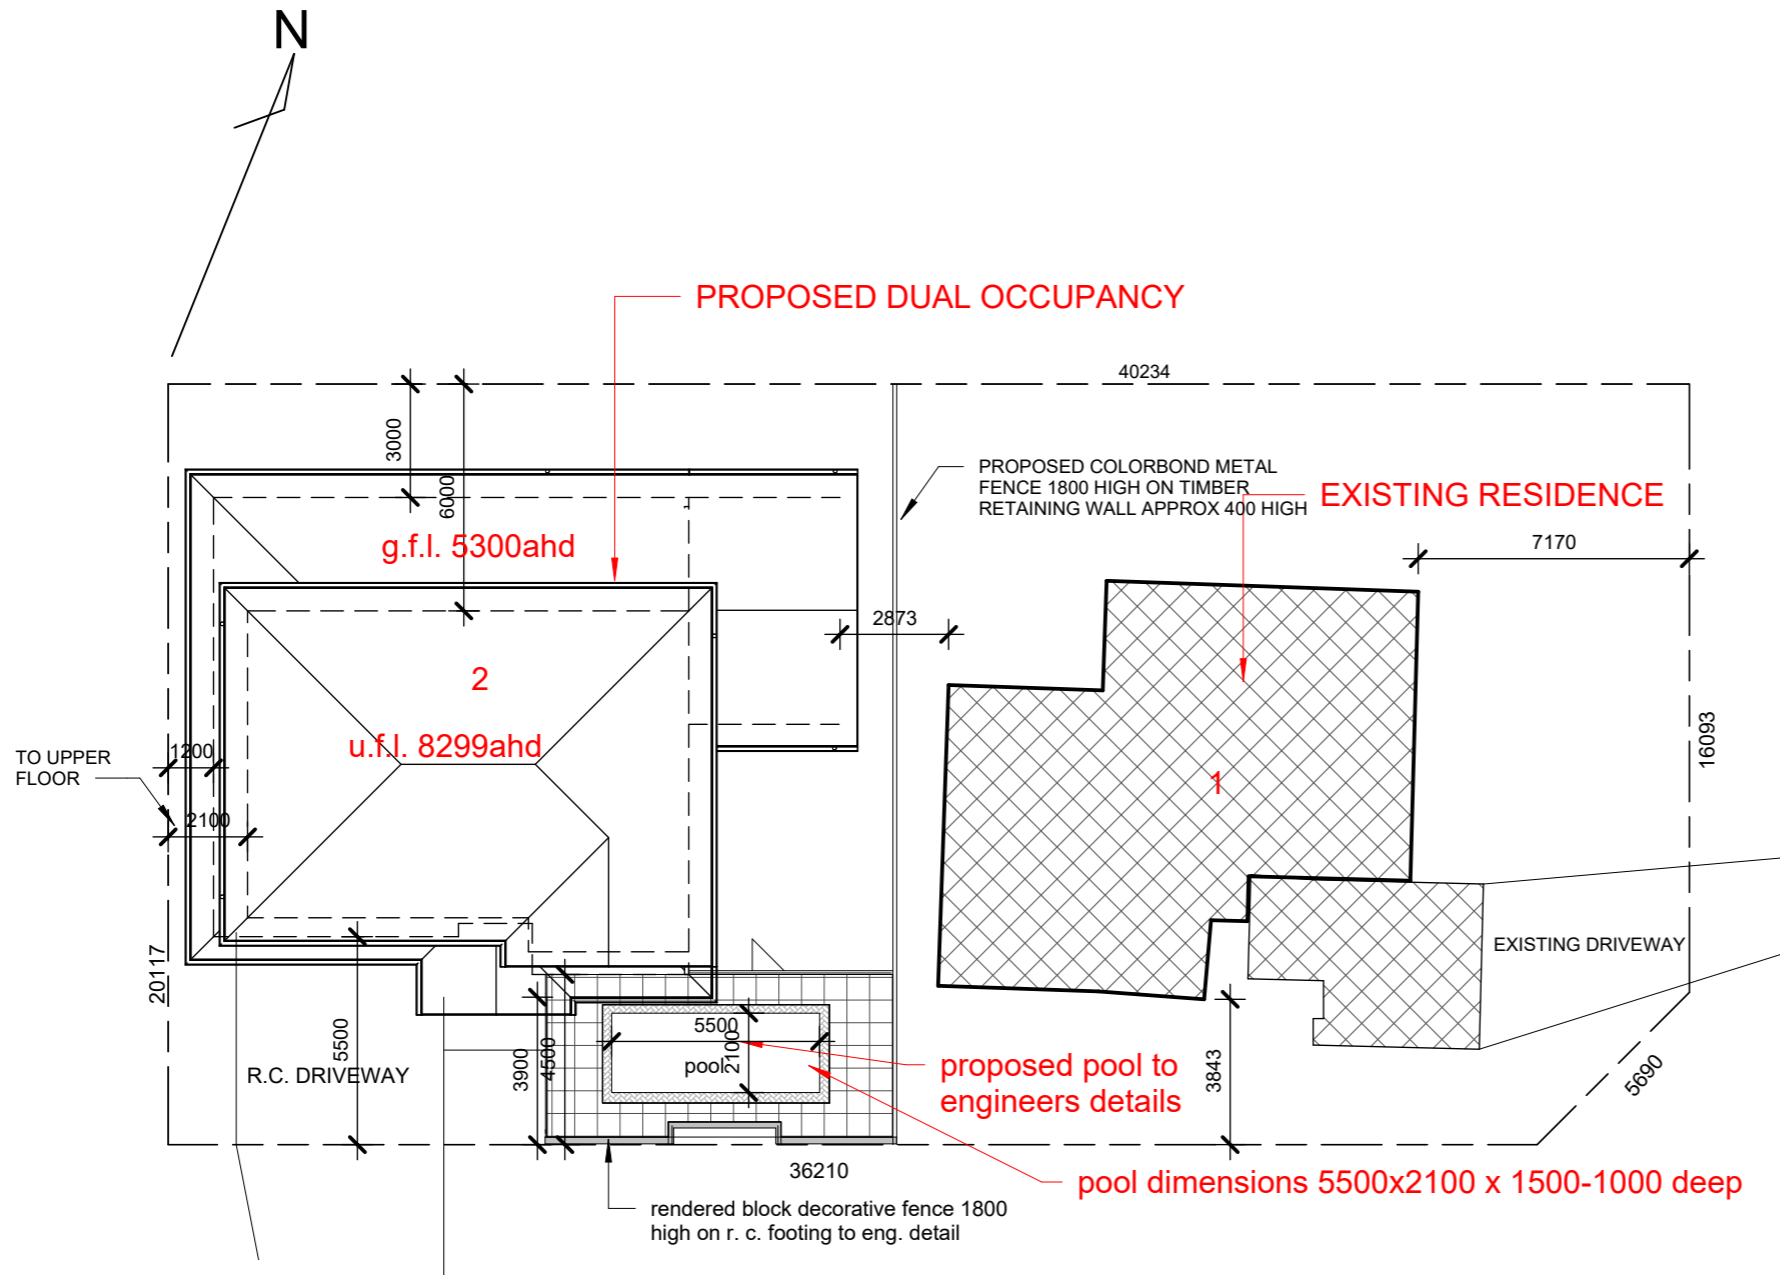 N
PROPOSED DUAL OCCUPANCY
40234
3000
6000
PROPOSED COLORBOND METAL
FENCE 1800 HIGH ON TIMBER
RETAINING WALL APPROX 400 HIGH
EXISTING RESIDENCE
7170
g.f.l. 5300ahd
2873
2
u.f.l. 8299ahd
TO UPPER
FLOOR
1200
2100
1
16093
20117
EXISTING DRIVEWAY
5500
R.C. DRIVEWAY
3900
4500
5500
2100
pool
proposed pool to
engineers details
3843
5690
36210
pool dimensions 5500x2100 x 1500-1000 deep
rendered block decorative fence 1800
high on r. c. footing to eng. detail